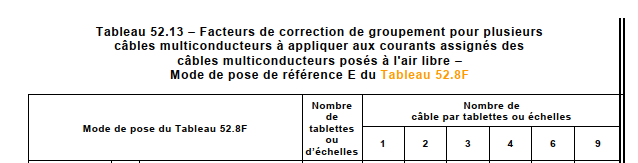 Tableau 52.13 – Facteurs de correction de groupement pour plusieurs
câbles multiconducteurs à appliquer aux courants assignés des
câbles multiconducteurs posés à l'air libre –
Mode de pose de référence E du Tableau 52.8F
Mode de pose du Tableau 52.8F
Nombre
de
tablettes
ou
d'échelles
Nombre de
câble par tablettes ou échelles
1 2 3 4 6 9